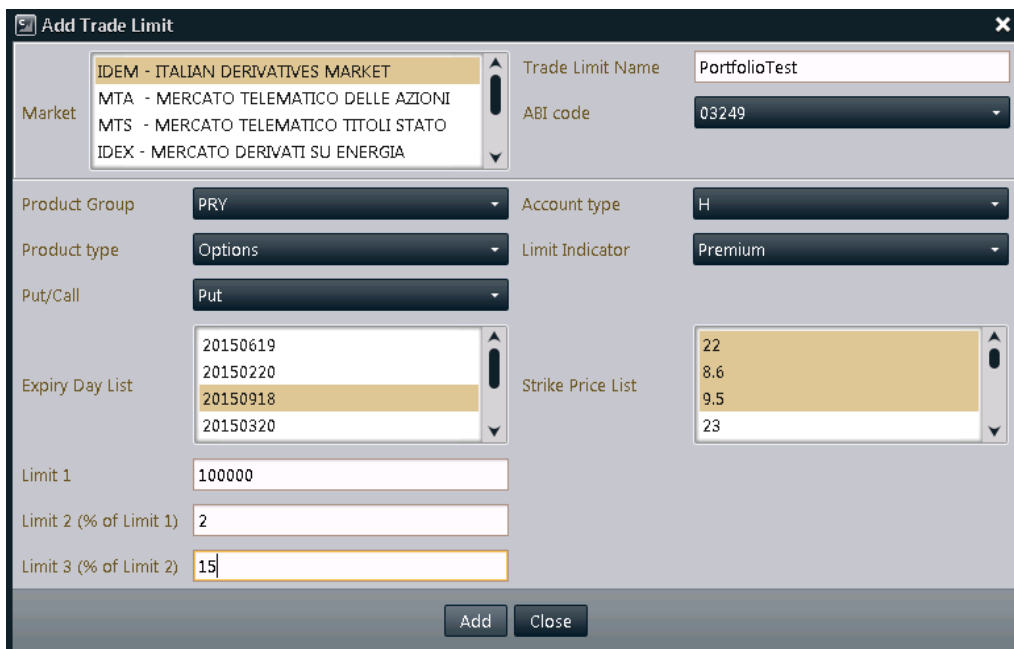 Add Trade Limit
Market
IDEM - ITALIAN DERIVATIVES MARKET
MTA - MERCATO TELEMATICO DELLE AZIONI
MTS - MERCATO TELEMATICO TITOLI STATO
IDEX - MERCATO DERIVATI SU ENERGIA
Trade Limit Name PortfolioTest
ABI code 03249
Product Group PRY Account type H
Product type Options Limit Indicator Premium
Put/Call Put
Expiry Day List
20150619
20150220
20150918
20150320
Strike Price List
22
8.6
9.5
23
Limit 1 100000
Limit 2 (% of Limit 1) 2
Limit 3 (% of Limit 2) 15
Add Close